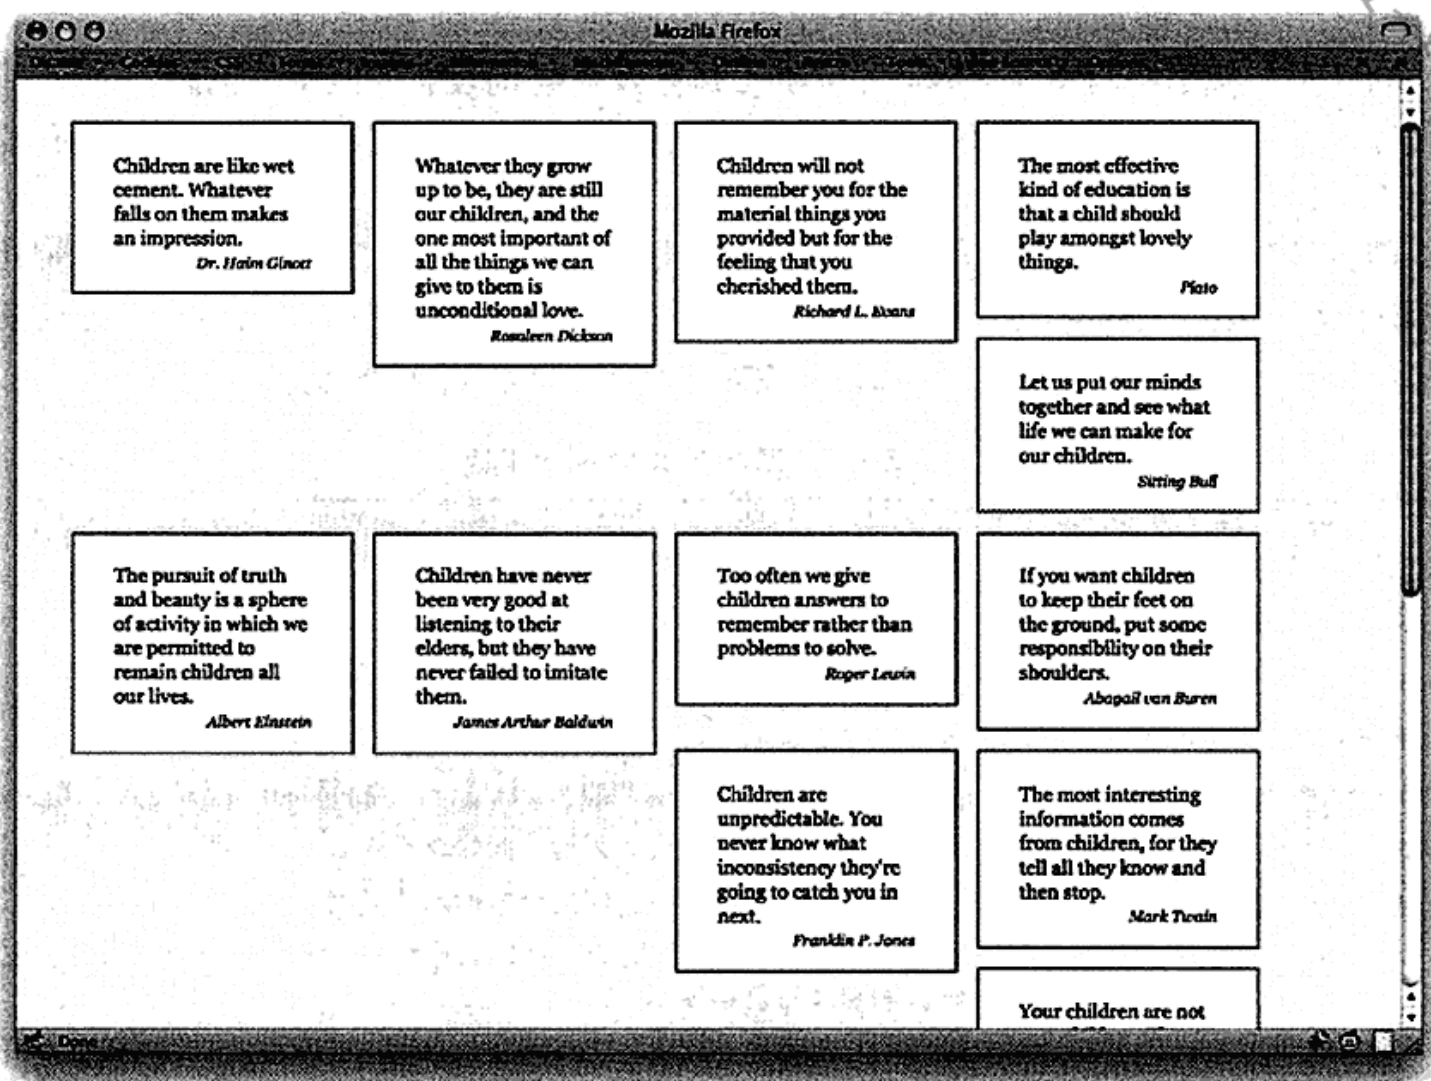 Mozilla Firefox
Children are like wet
cement. Whatever
falls on them makes
an impression.
Dr. Haim Ginott
Whatever they grow
up to be, they are still
our children, and the
one most important of
all the things we can
give to them is
unconditional love.
Rosaleen Dickson
Children will not
remember you for the
material things you
provided but for the
feeling that you
cherished them.
Richard L. Evans
The most effective
kind of education is
that a child should
play amongst lovely
things.
Plato
Let us put our minds
together and see what
life we can make for
our children.
Sitting Bull
The pursuit of truth
and beauty is a sphere
of activity in which we
are permitted to
remain children all
our lives.
Albert Einstein
Children have never
been very good at
listening to their
elders, but they have
never failed to imitate
them.
James Arthur Baldwin
Too often we give
children answers to
remember rather than
problems to solve.
Roger Lewin
If you want children
to keep their feet on
the ground, put some
responsibility on their
shoulders.
Abagail van Buren
Children are
unpredictable. You
never know what
inconsistency they're
going to catch you in
next.
Franklin P. Jones
The most interesting
information comes
from children, for they
tell all they know and
then stop.
Mark Twain
Your children are not
Done